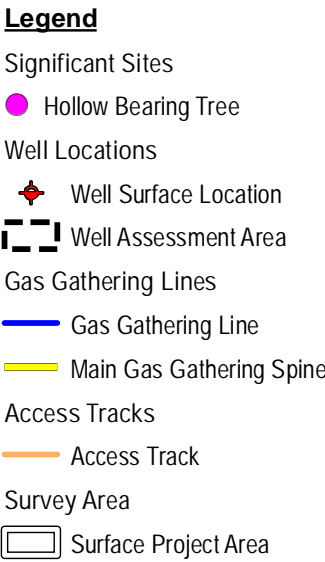 Legend
Significant Sites
Hollow Bearing Tree
Well Locations
Well Surface Location
Well Assessment Area
Gas Gathering Lines
Gas Gathering Line
Main Gas Gathering Spine
Access Tracks
Access Track
Survey Area
Surface Project Area